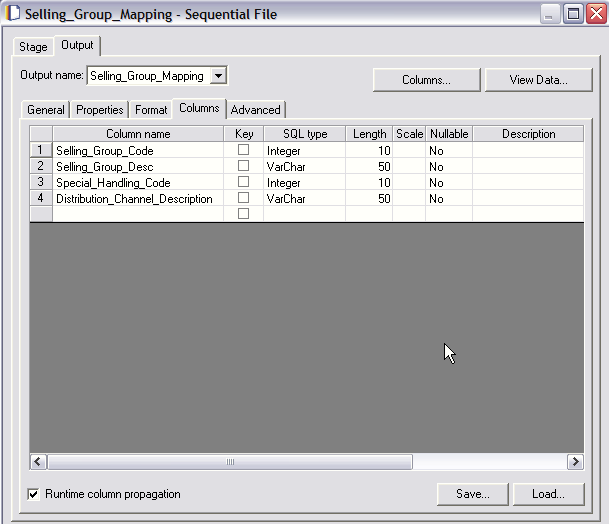 Selling_Group_Mapping - Sequential File
Stage Output
Output name: Selling_Group_Mapping Columns... View Data...
General Properties Format Columns Advanced
Column name Key SQL type Length Scale Nullable Description
1 Selling_Group_Code Integer 10 No
2 Selling_Group_Desc VarChar 50 No
3 Special_Handling_Code Integer 10 No
4 Distribution_Channel_Description VarChar 50 No
Runtime column propagation Save... Load...